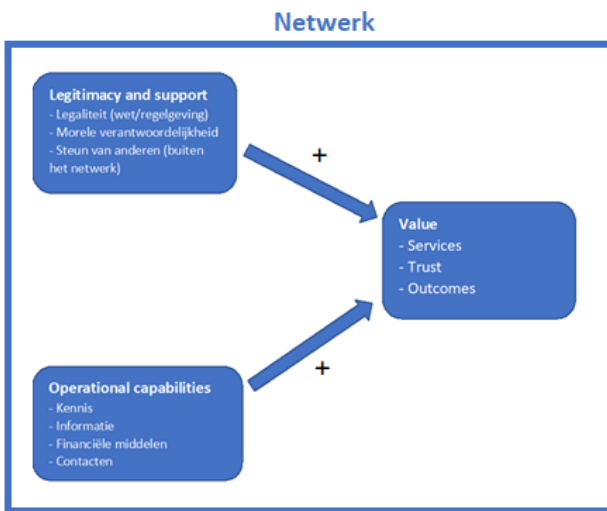 Netwerk
Legitimacy and support
- Legaliteit (wet/regelgeving)
- Morele verantwoordelijkheid
- Steun van anderen (buiten
het netwerk)
+
Value
- Services
- Trust
- Outcomes
+
Operational capabilities
- Kennis
- Informatie
- Financiële middelen
- Contacten